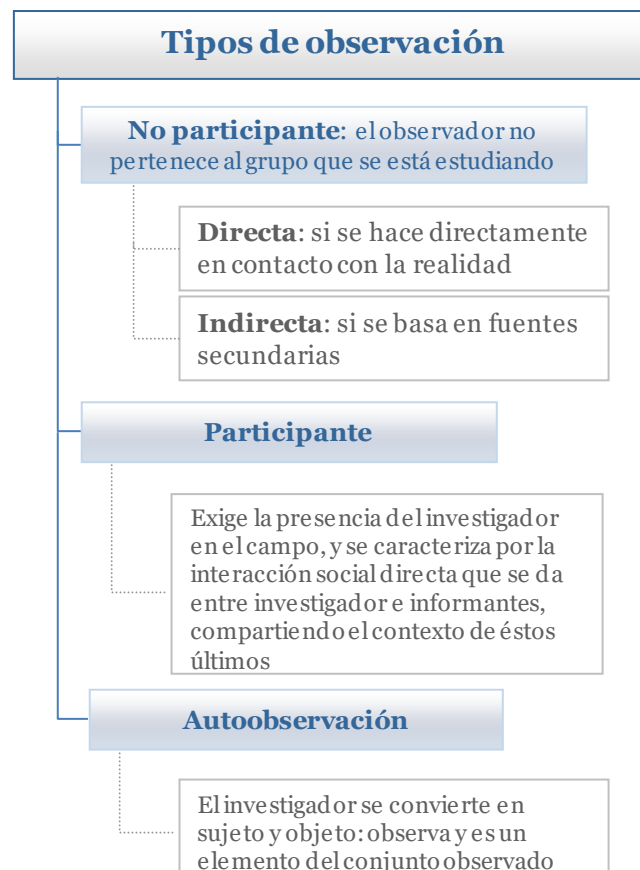 Tipos de observación
No participante: el observador no
pertenece al grupo que se está estudiando
Directa: si se hace directamente
en contacto con la realidad
Indirecta: si se basa en fuentes
secundarias
Participante
Exige la presencia del investigador
en el campo, y se caracteriza por la
interacción social directa que se da
entre investigador e informantes,
compartiendo el contexto de éstos
últimos
Autoobservación
El investigador se convierte en
sujeto y objeto: observa y es un
elemento del conjunto observado